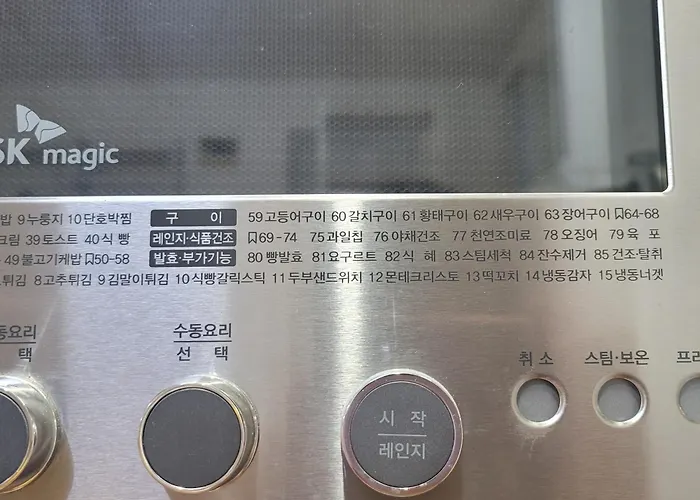 SK magic
밥 9누룽지 10단호박찜 구 이 59고등어구이 60갈치구이 61황태구이 62새우구이 63장어구이 64-68
크림 39토스트 40식 빵 레인지·식품건조 69-74 75과일칩 76야채건조 77천연조미료 78오징어 79육 포
49불고기케밥 50-58 발효·부가기능 80빵발효 81요구르트 82식 혜 83스팀세척 84잔수제거 85건조·탈취
튀김 8고추튀김 9김말이튀김 10식빵갈릭스틱 11두부샌드위치 12몬테크리스토 13떡꼬치 14냉동감자 15냉동너겟
동요리 수동요리
택 선 택
취소 스팀·보온 프리
시 작
레인지